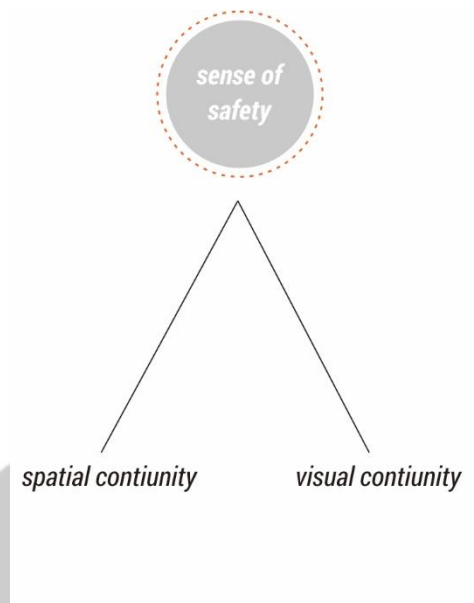 sense of
safety
spatial contiunity
visual contiunity